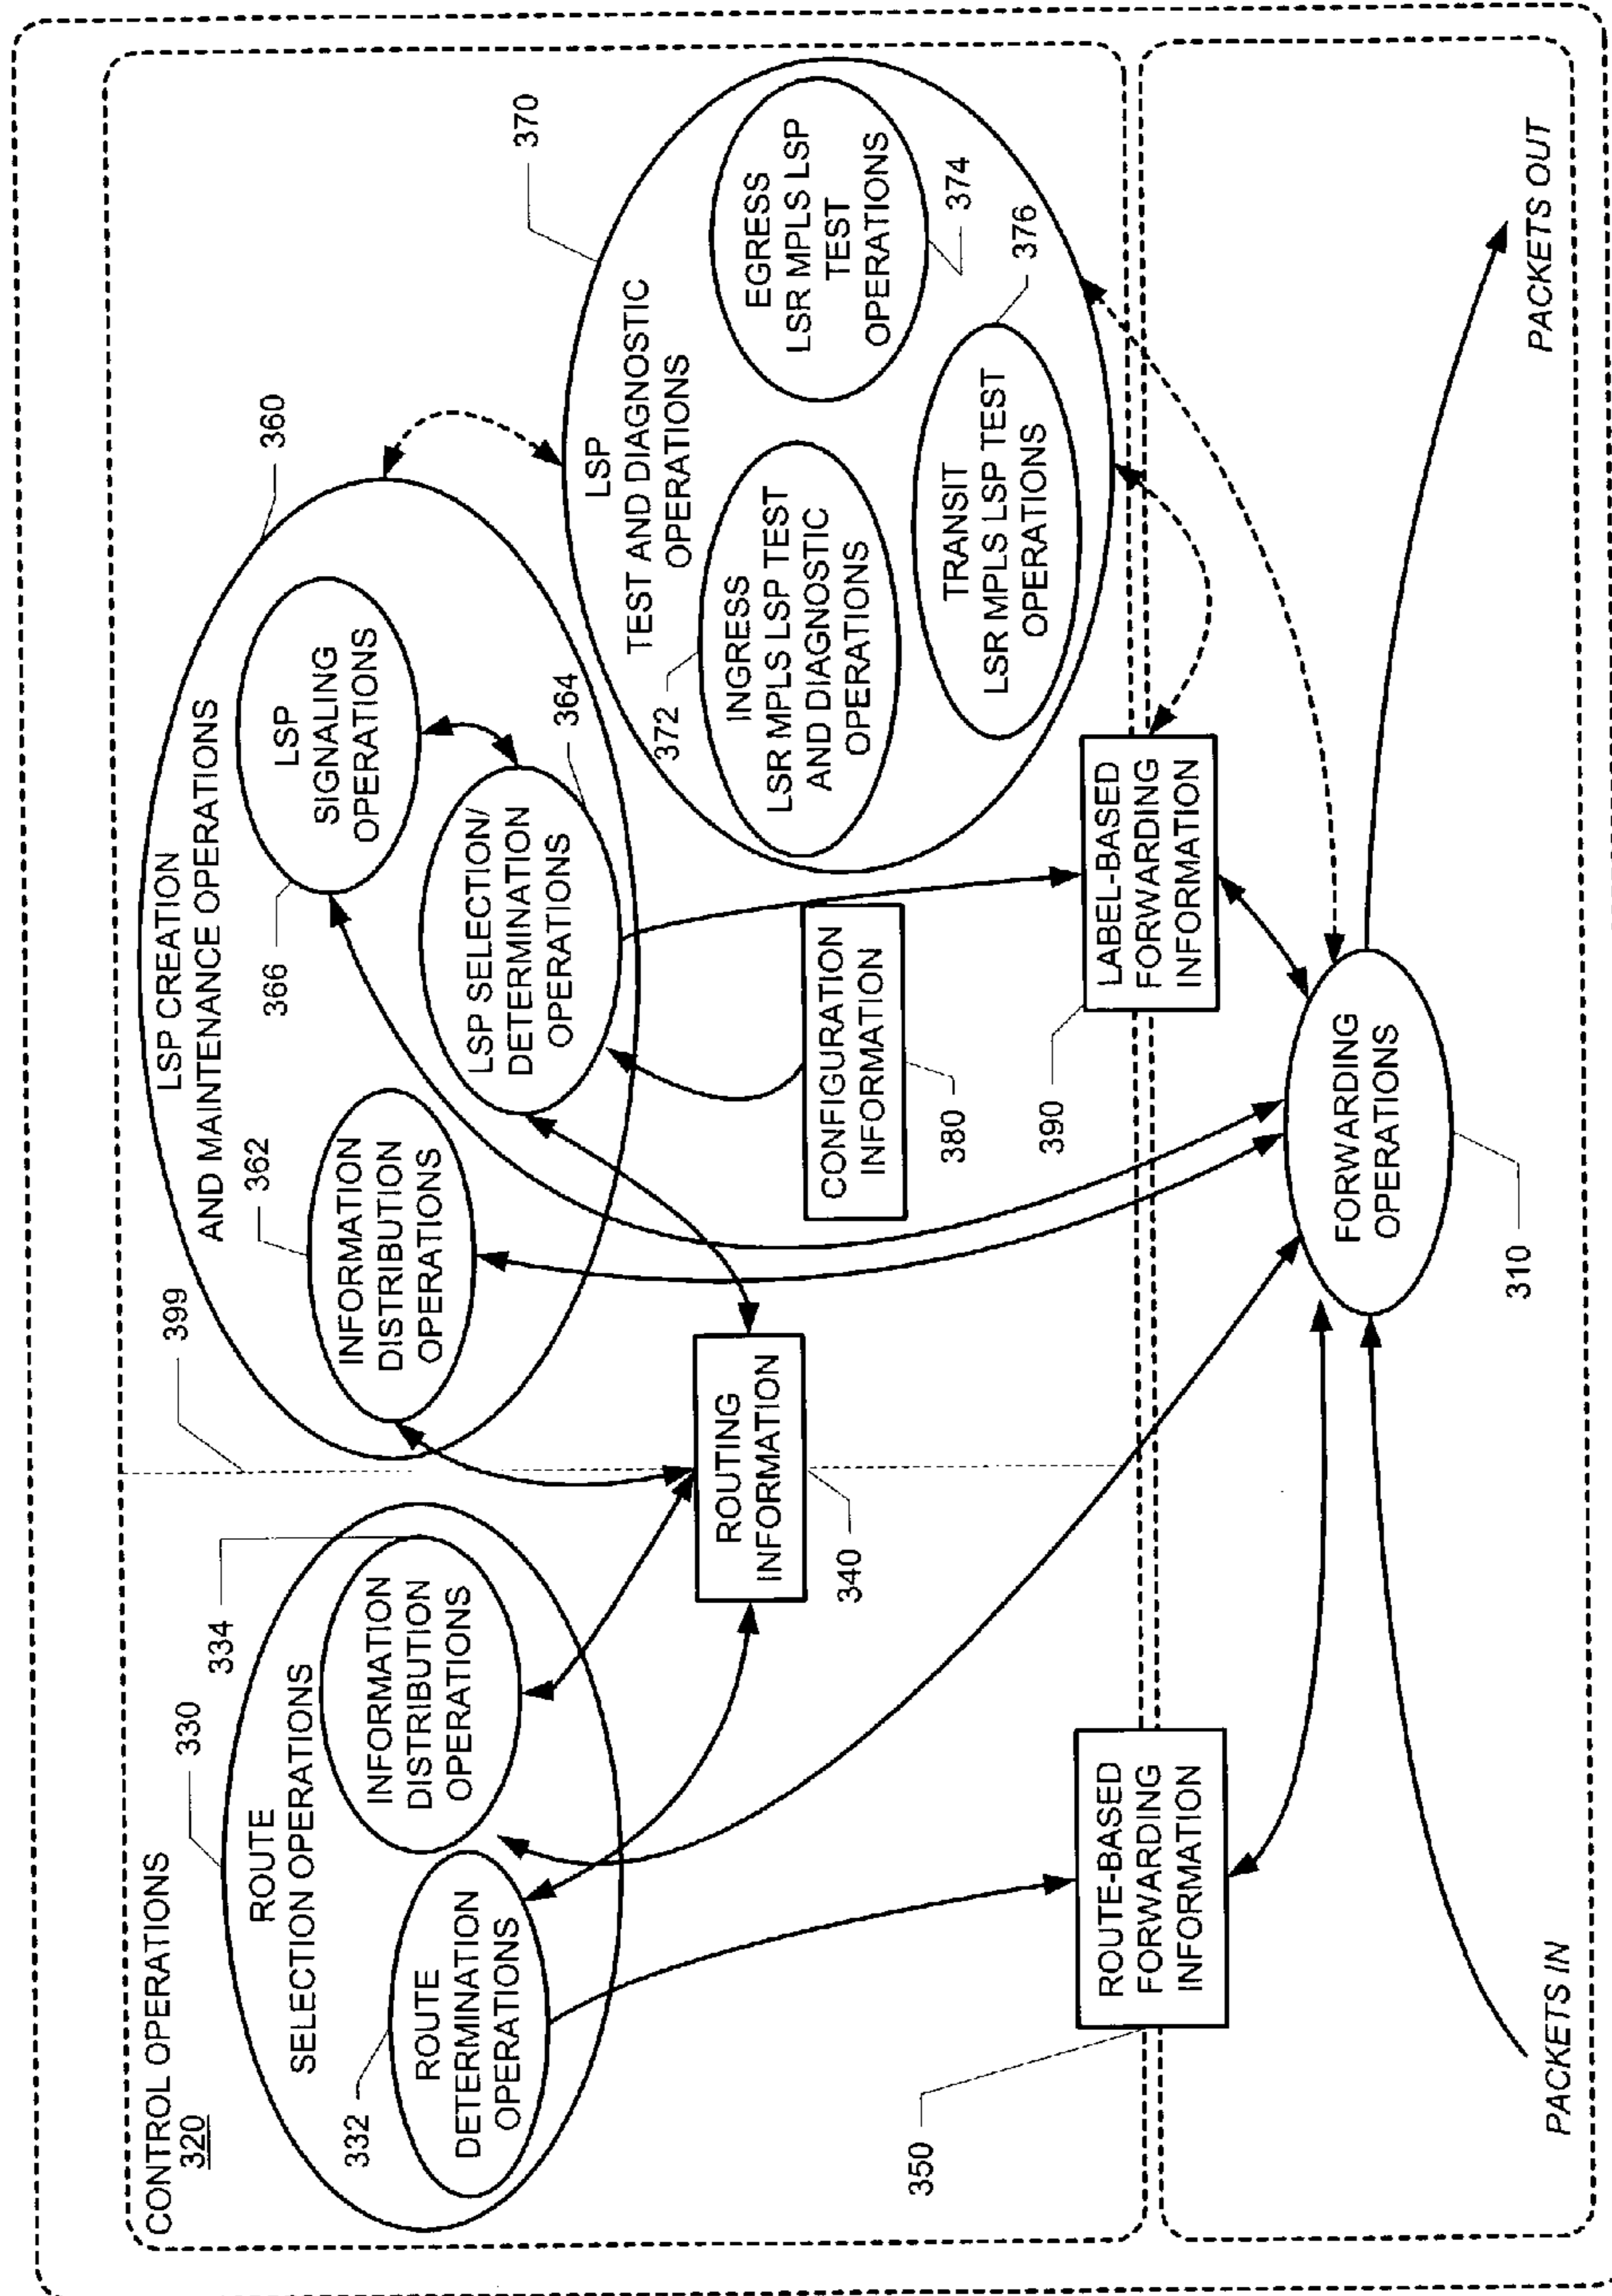 CONTROL OPERATIONS
320
330
ROUTE
SELECTION OPERATIONS
334
332
ROUTE
DETERMINATION
OPERATIONS
INFORMATION
DISTRIBUTION
OPERATIONS
399
LSP CREATION
AND MAINTENANCE OPERATIONS
360
362
INFORMATION
DISTRIBUTION
OPERATIONS
366
LSP
SIGNALING
OPERATIONS
LSP SELECTION/
DETERMINATION
OPERATIONS
364
370
LSP
TEST AND DIAGNOSTIC
OPERATIONS
372
INGRESS
LSR MPLS LSP TEST
AND DIAGNOSTIC
OPERATIONS
EGRESS
LSR MPLS LSP
TEST
OPERATIONS
374
376
TRANSIT
LSR MPLS LSP TEST
OPERATIONS
ROUTING
INFORMATION
340
CONFIGURATION
INFORMATION
380
350
ROUTE-BASED
FORWARDING
INFORMATION
390
LABEL-BASED
FORWARDING
INFORMATION
FORWARDING
OPERATIONS
310
PACKETS IN
PACKETS OUT